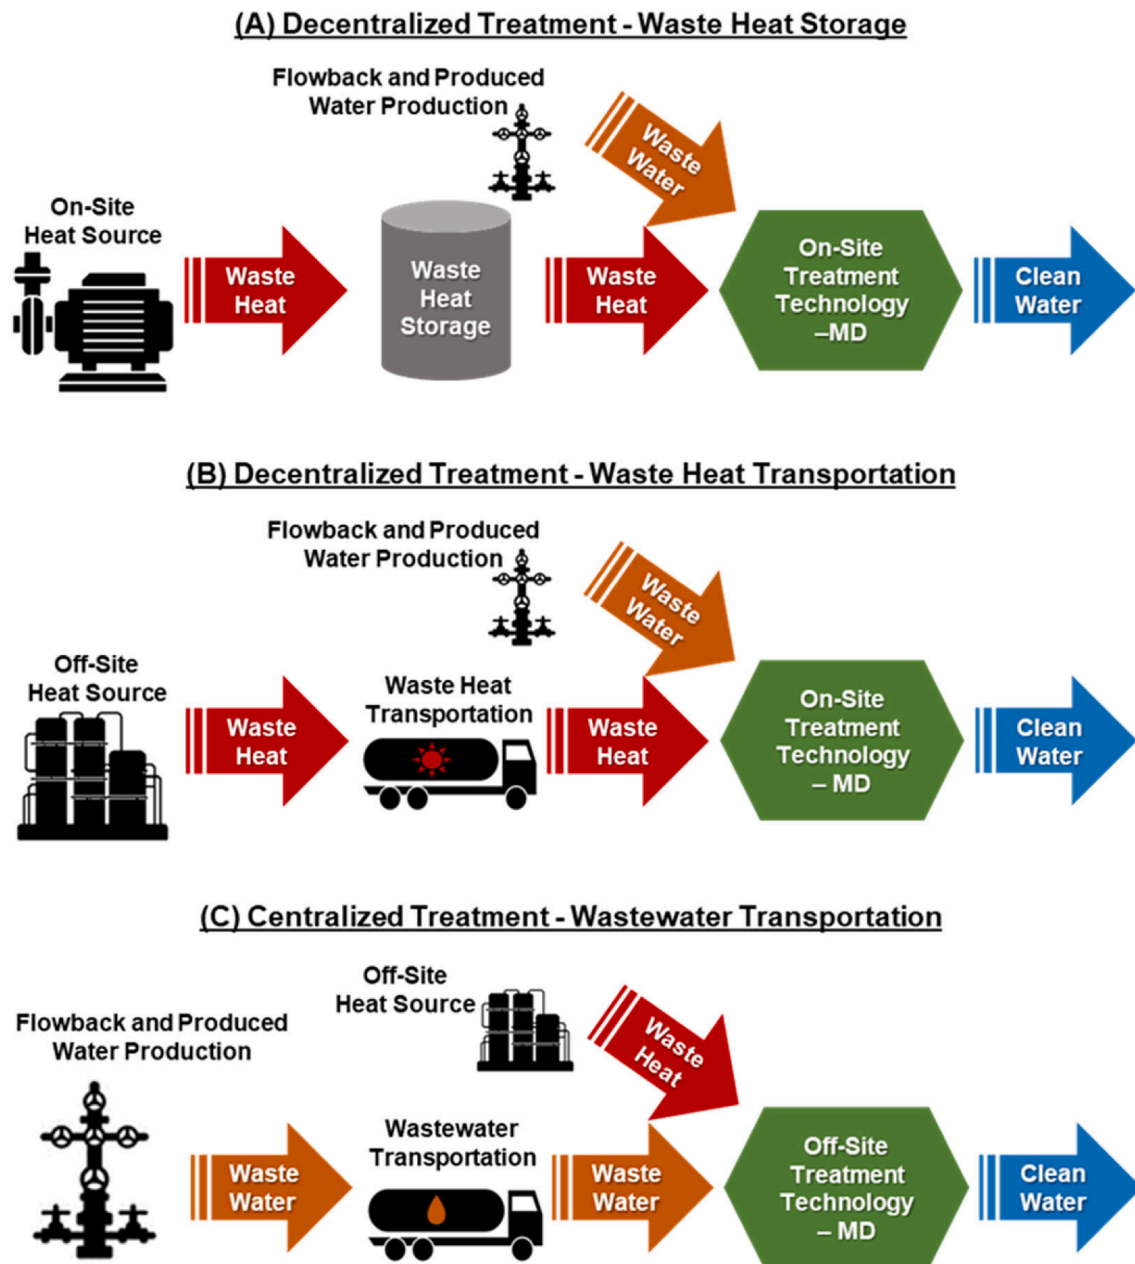 (A) Decentralized Treatment - Waste Heat Storage
Flowback and Produced
Water Production
Waste
Water
On-Site
Heat Source
Waste
Heat
Waste
Heat
Storage
Waste
Heat
On-Site
Treatment
Technology
–MD
Clean
Water
(B) Decentralized Treatment - Waste Heat Transportation
Flowback and Produced
Water Production
Waste
Water
Off-Site
Heat Source
Waste
Heat
Waste Heat
Transportation
Waste
Heat
On-Site
Treatment
Technology
– MD
Clean
Water
(C) Centralized Treatment - Wastewater Transportation
Off-Site
Heat Source
Waste
Heat
Flowback and Produced
Water Production
Waste
Water
Wastewater
Transportation
Waste
Water
Off-Site
Treatment
Technology
– MD
Clean
Water